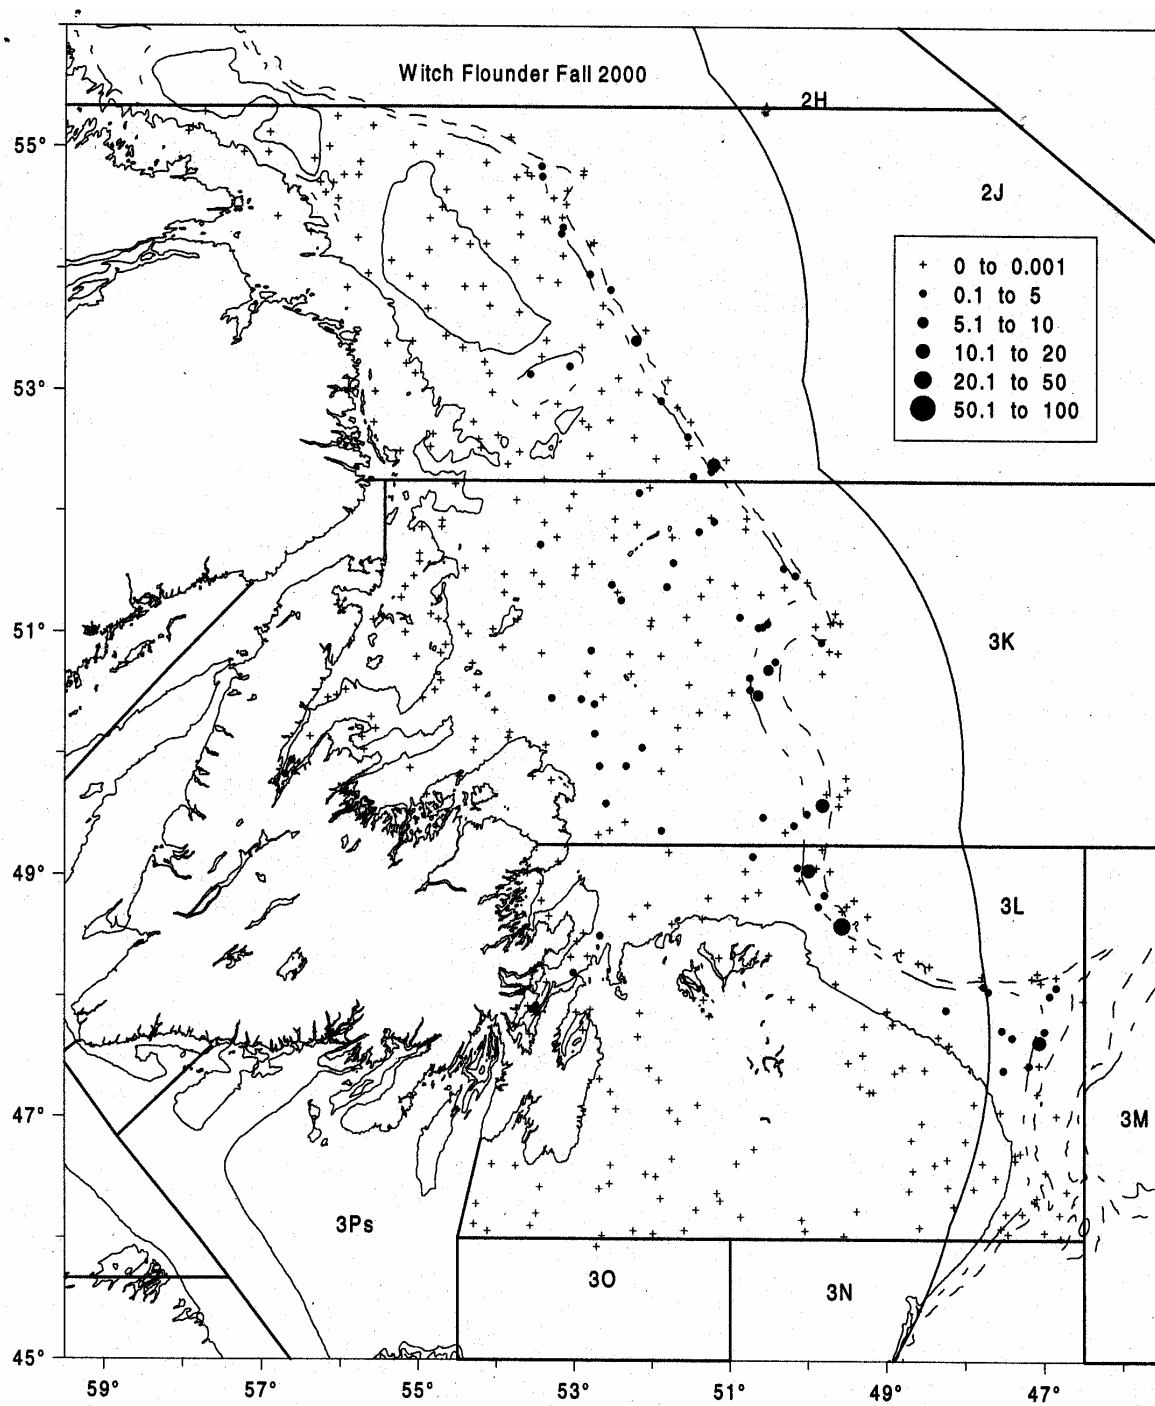 Witch Flounder Fall 2000
2H
55°
2J
0 to 0.001
0.1 to 5
5.1 to 10
10.1 to 20
20.1 to 50
50.1 to 100
53°
51°
3K
49°
3L
47°
3M
3Ps
3O
3N
45°
59° 57° 55° 53° 51° 49° 47°